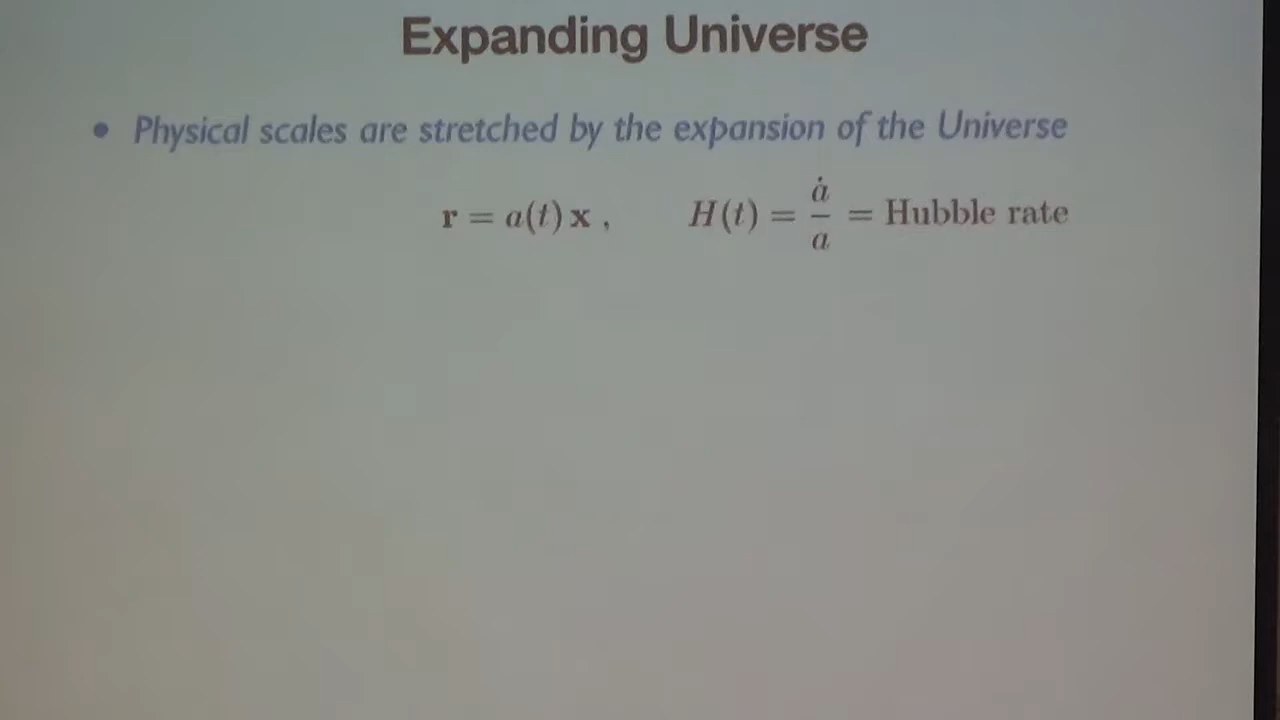 Expanding Universe
• Physical scales are stretched by the expansion of the Universe
r = a(t) x , H(t) = ȧ/a = Hubble rate